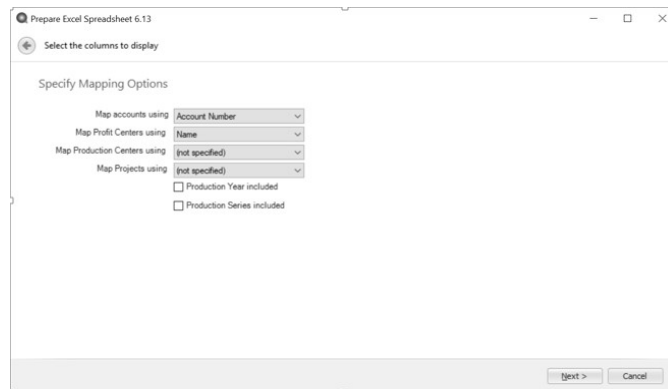 Prepare Excel Spreadsheet 6.13
Select the columns to display
Specify Mapping Options
Map accounts using Account Number
Map Profit Centers using Name
Map Production Centers using (not specified)
Map Projects using (not specified)
Production Year included
Production Series included
Next > Cancel